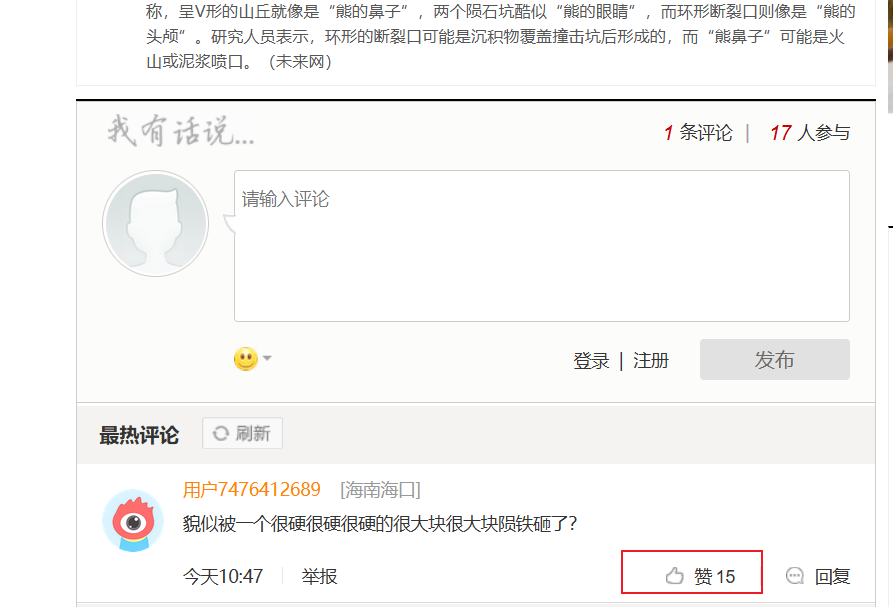 称，呈V形的山丘就像是“熊的鼻子”，两个陨石坑酷似“熊的眼睛”，而环形断裂口则像是“熊的
头颅”。研究人员表示，环形的断裂口可能是沉积物覆盖撞击坑后形成的，而“熊鼻子”可能是火
山或泥浆喷口。（未来网）
我有话说...
1 条评论 | 17 人参与
请输入评论
登录 | 注册 发布
最热评论 刷新
用户7476412689 [海南海口]
貌似被一个很硬很硬很硬的很大块很大块陨铁砸了？
今天10:47 举报 赞 15 回复